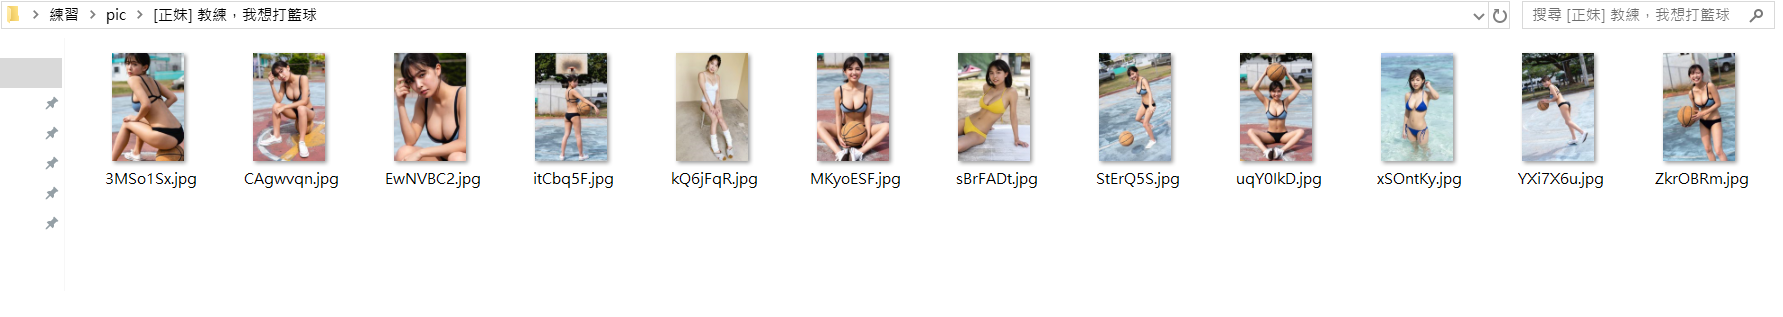 練習 pic [正妹] 教練，我想打籃球
搜尋 [正妹] 教練，我想打籃球
3MSo1Sx.jpg CAgwvqn.jpg EwNVBC2.jpg itCbq5F.jpg kQ6jFqR.jpg MKyoESF.jpg sBrFADt.jpg StErQ5S.jpg uqY0IkD.jpg xSOntKy.jpg YXi7X6u.jpg ZkrOBRm.jpg